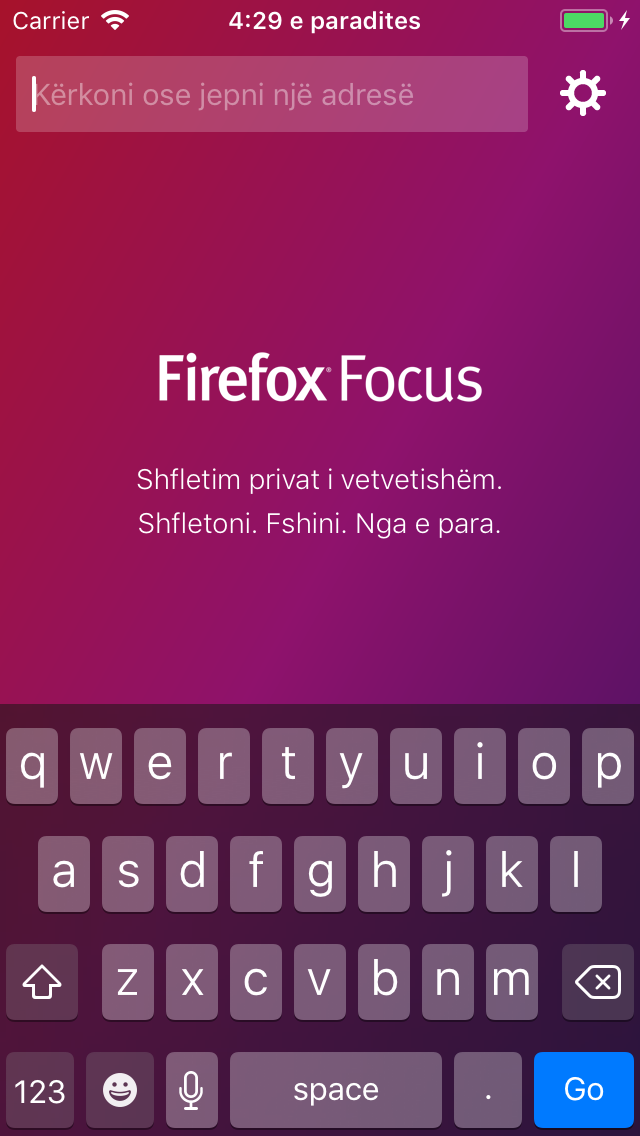 Carrier 4:29 e paradites
Kërkoni ose jepni një adresë
Firefox® Focus
Shfletim privat i vetvetishëm.
Shfletoni. Fshini. Nga e para.
q w e r t y u i o p
a s d f g h j k l
z x c v b n m
123 space . Go